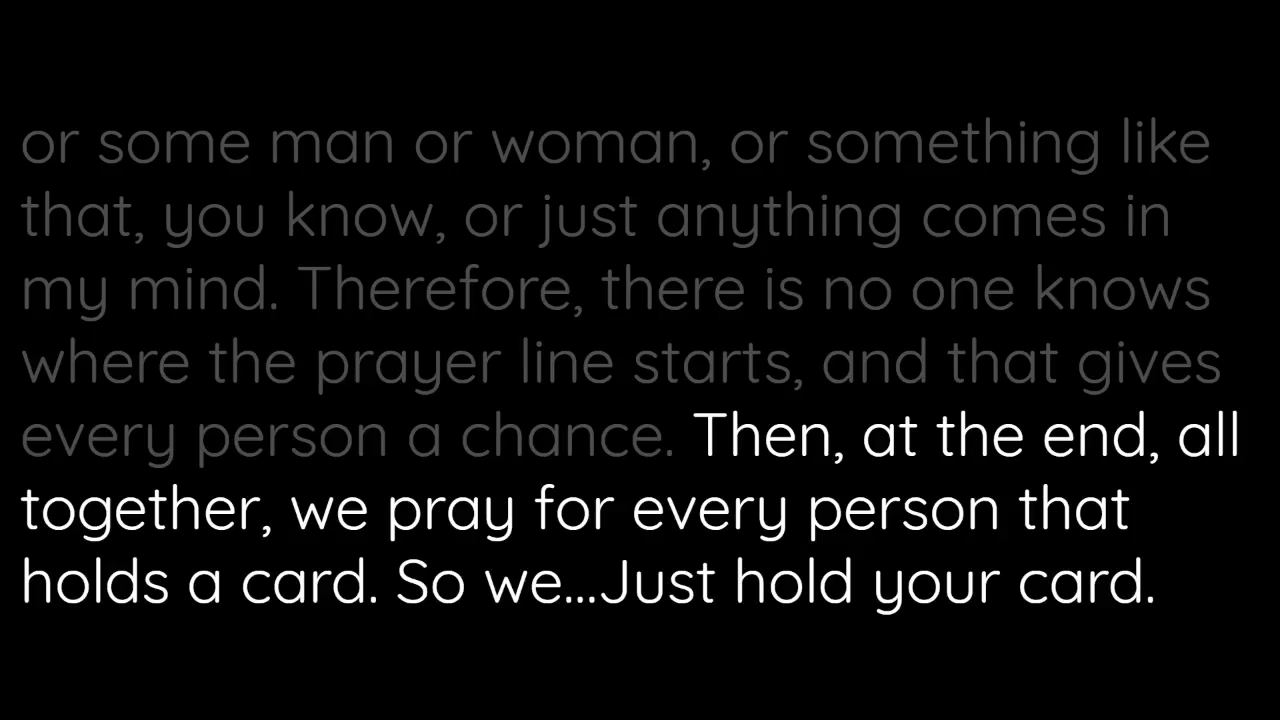 or some man or woman, or something like
that, you know, or just anything comes in
my mind. Therefore, there is no one knows
where the prayer line starts, and that gives
every person a chance. Then, at the end, all
together, we pray for every person that
holds a card. So we...Just hold your card.